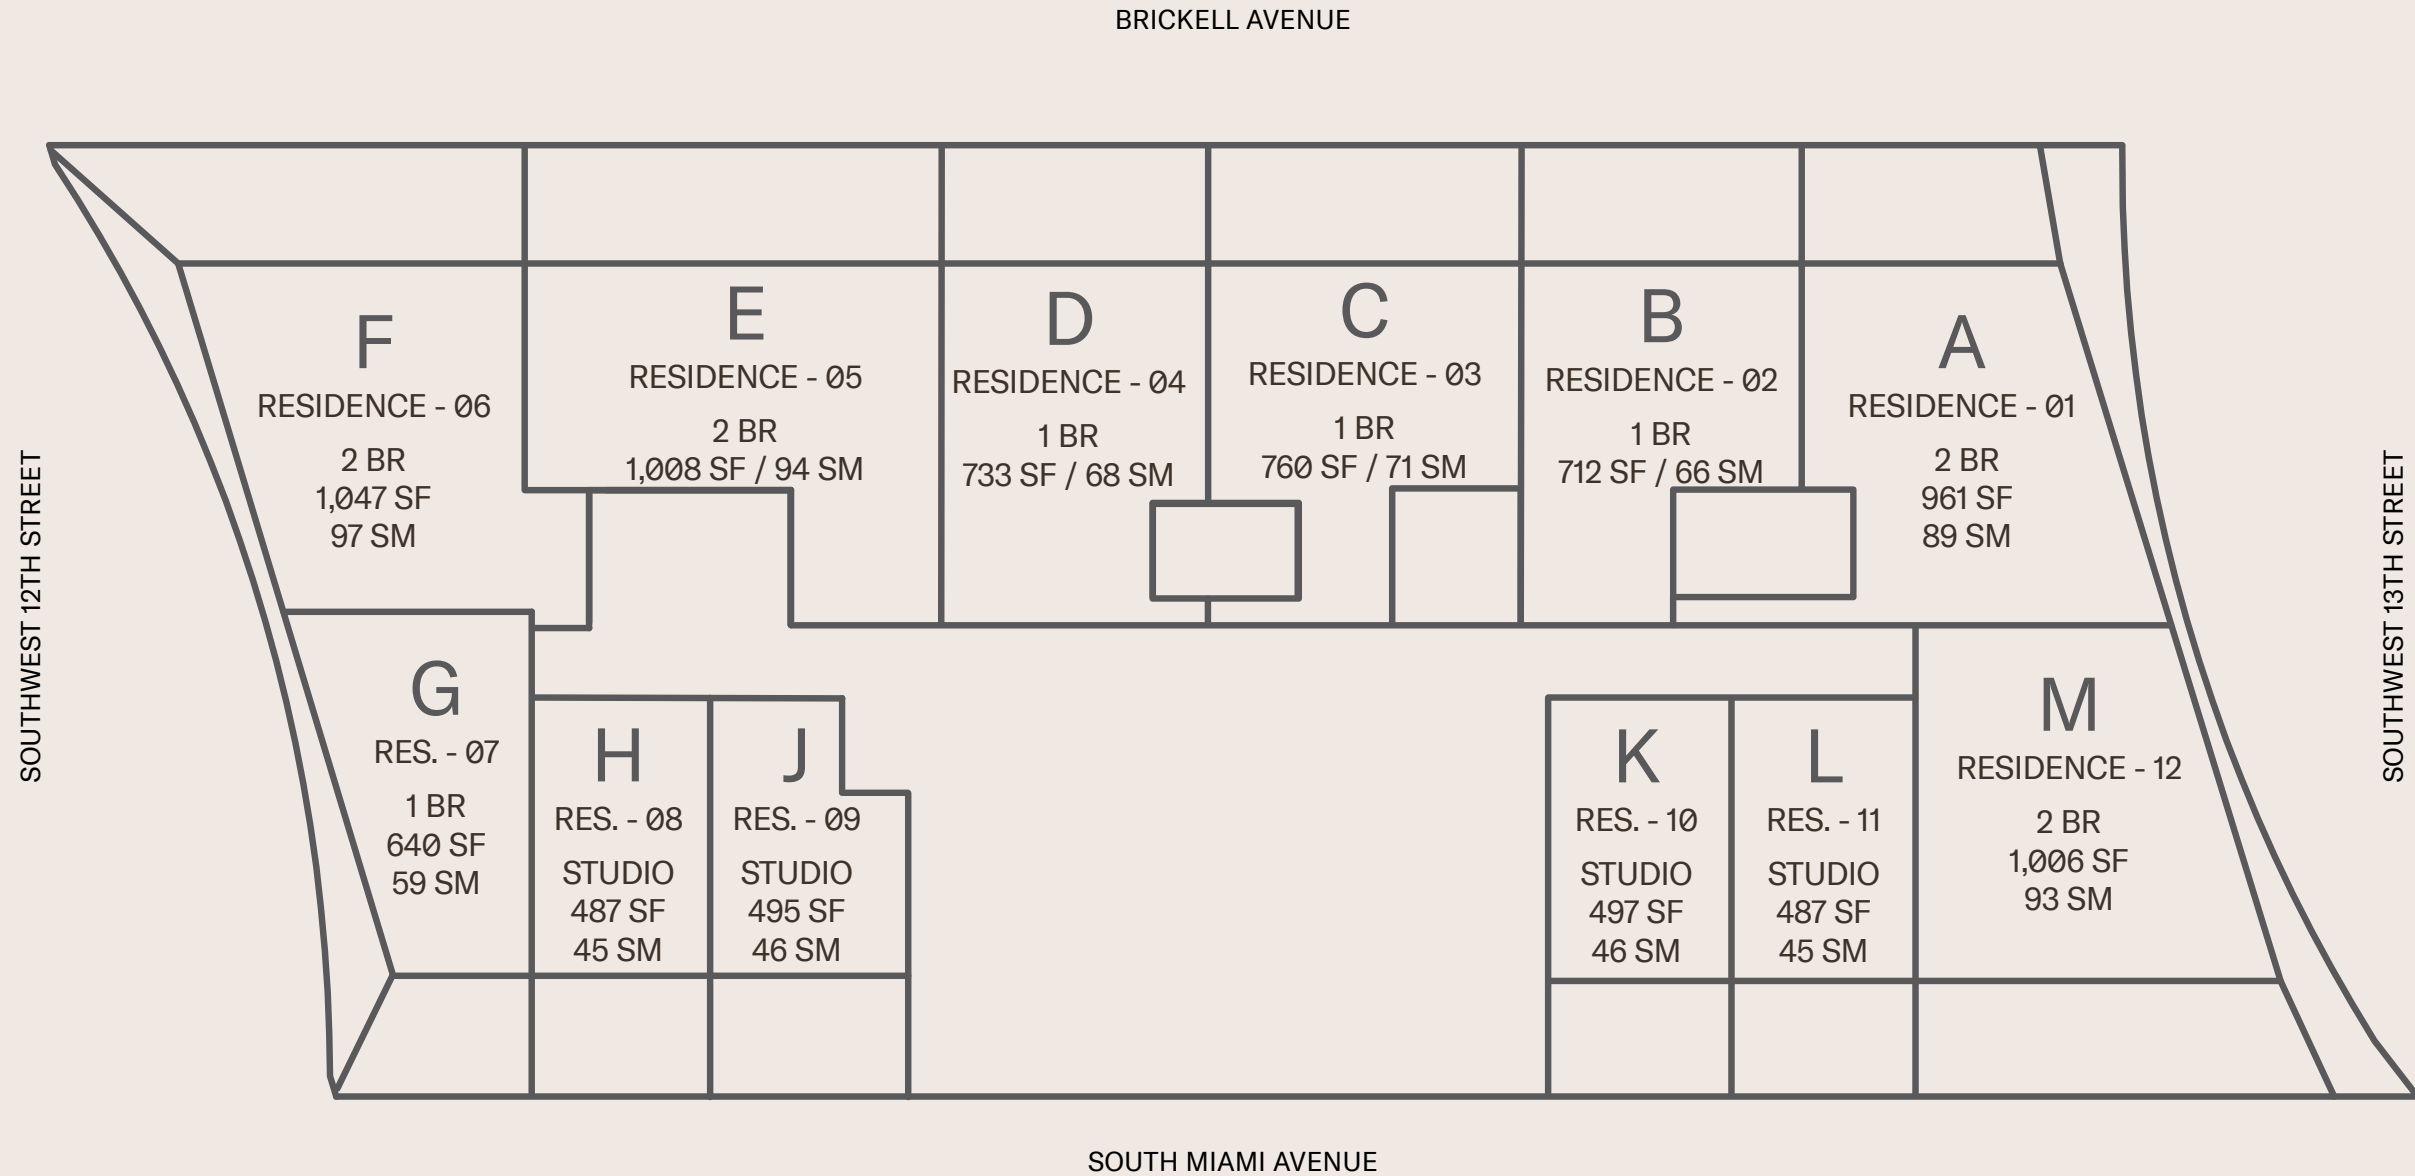 BRICKELL AVENUE
SOUTHWEST 12TH STREET
F
RESIDENCE - 06
2 BR
1,047 SF
97 SM
E
RESIDENCE - 05
2 BR
1,008 SF / 94 SM
D
RESIDENCE - 04
1 BR
733 SF / 68 SM
C
RESIDENCE - 03
1 BR
760 SF / 71 SM
B
RESIDENCE - 02
1 BR
712 SF / 66 SM
A
RESIDENCE - 01
2 BR
961 SF
89 SM
SOUTHWEST 13TH STREET
G
RES. - 07
1 BR
640 SF
59 SM
H
RES. - 08
STUDIO
487 SF
45 SM
J
RES. - 09
STUDIO
495 SF
46 SM
K
RES. - 10
STUDIO
497 SF
46 SM
L
RES. - 11
STUDIO
487 SF
45 SM
M
RESIDENCE - 12
2 BR
1,006 SF
93 SM
SOUTH MIAMI AVENUE